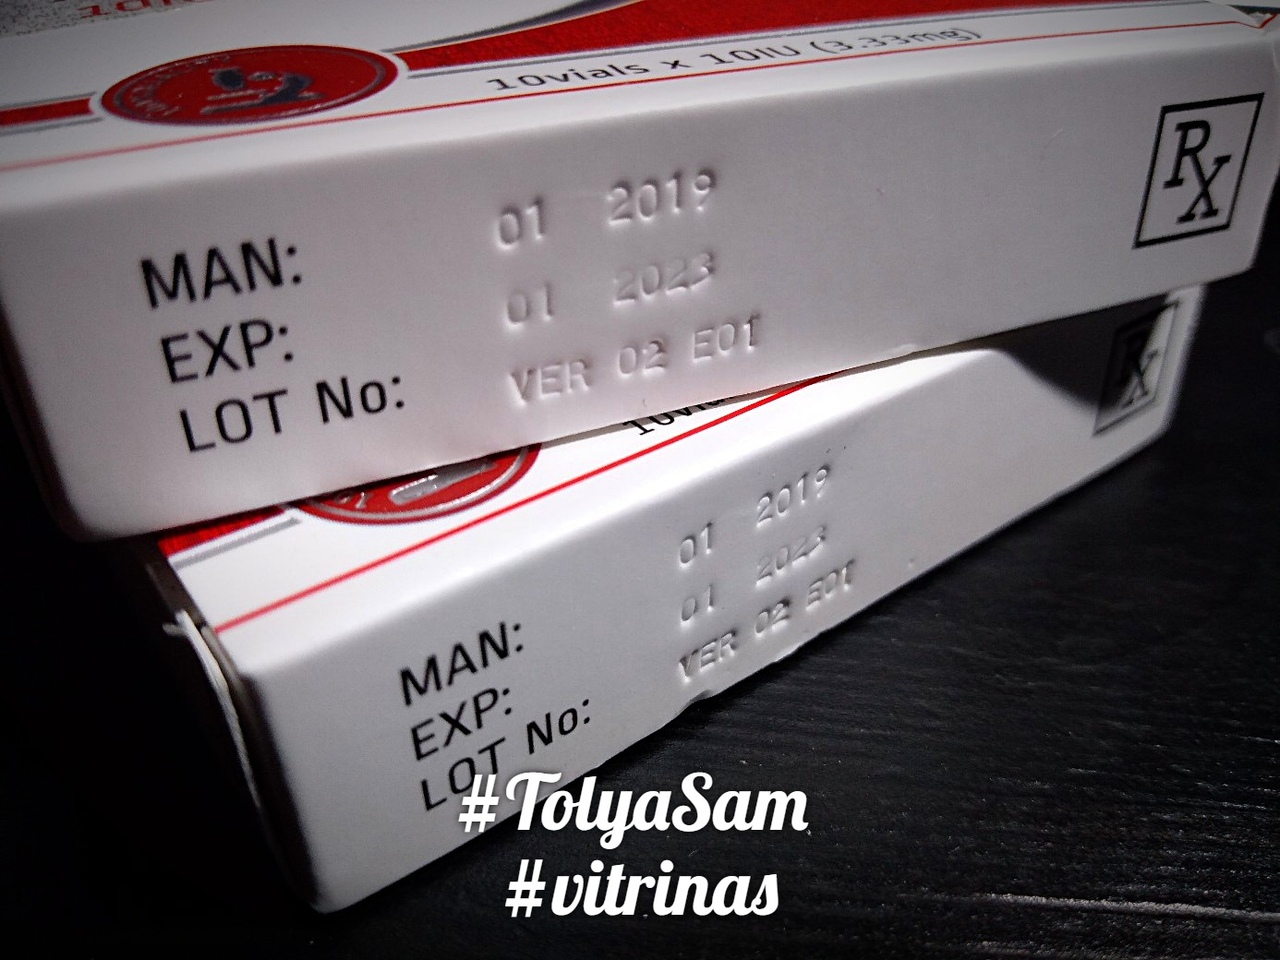 10vials x 10IU (3.33mg)
MAN: 01 2019
EXP: 01 2023
LOT No: VER 02 E01
RX
RX
MAN: 01 2019
EXP: 01 2023
LOT No: VER 02 E01
#TolyaSam
#vitrinas